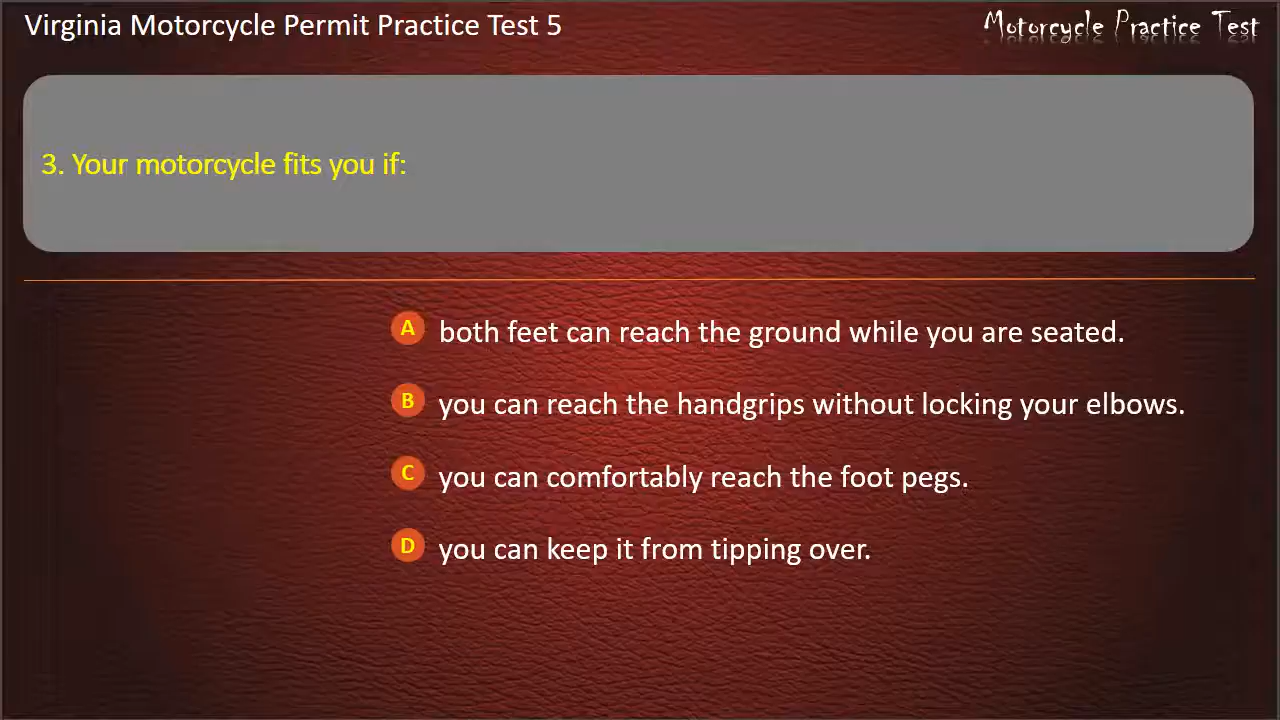 Virginia Motorcycle Permit Practice Test 5
Motorcycle Practice Test
3. Your motorcycle fits you if:
A both feet can reach the ground while you are seated.
B you can reach the handgrips without locking your elbows.
C you can comfortably reach the foot pegs.
D you can keep it from tipping over.